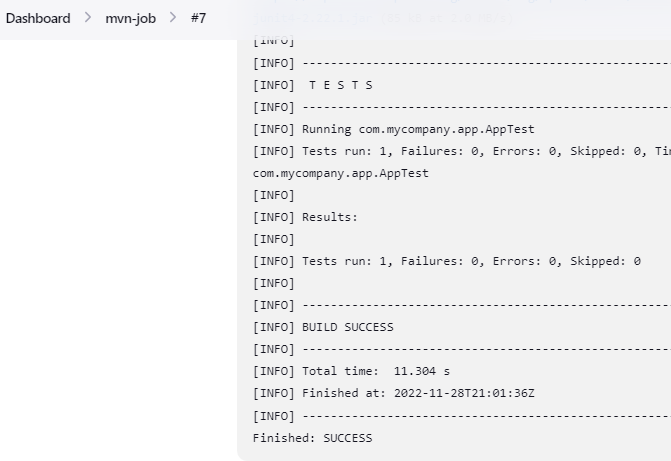 Dashboard > mvn-job > #7
[INFO]
[INFO] ------------------------------------------------
[INFO]  T E S T S
[INFO] ------------------------------------------------
[INFO] Running com.mycompany.app.AppTest
[INFO] Tests run: 1, Failures: 0, Errors: 0, Skipped: 0,
com.mycompany.app.AppTest
[INFO]
[INFO] Results:
[INFO]
[INFO] Tests run: 1, Failures: 0, Errors: 0, Skipped: 0
[INFO]
[INFO] ------------------------------------------------
[INFO] BUILD SUCCESS
[INFO] ------------------------------------------------
[INFO] Total time:  11.304 s
[INFO] Finished at: 2022-11-28T21:01:36Z
[INFO] ------------------------------------------------
Finished: SUCCESS